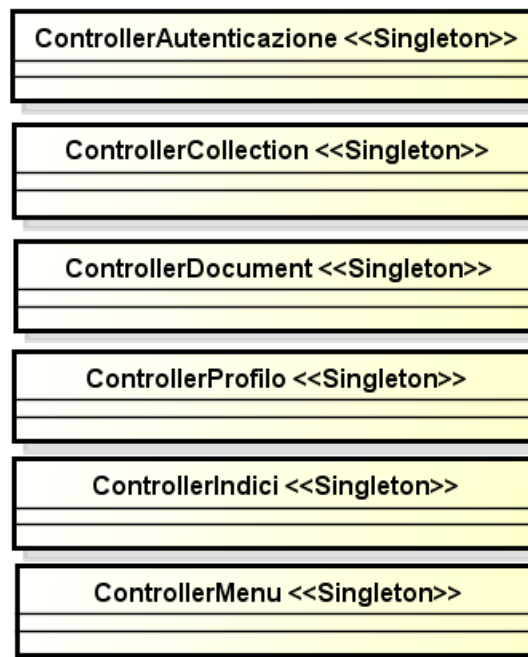 ControllerAutenticazione <<Singleton>>
ControllerCollection <<Singleton>>
ControllerDocument <<Singleton>>
ControllerProfilo <<Singleton>>
ControllerIndici <<Singleton>>
ControllerMenu <<Singleton>>